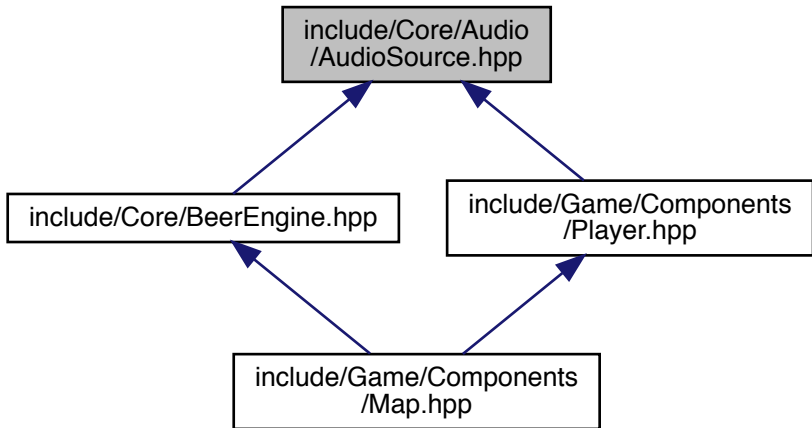 include/Core/Audio
/AudioSource.hpp
include/Core/BeerEngine.hpp
include/Game/Components
/Player.hpp
include/Game/Components
/Map.hpp